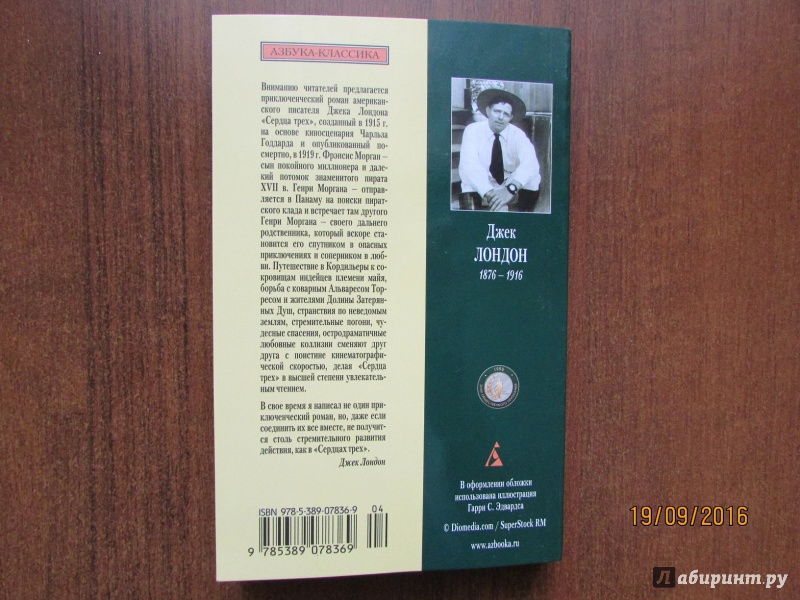 АЗБУКА-КЛАССИКА
Вниманию читателей предлагается
приключенческий роман американ-
ского писателя Джека Лондона
«Сердца трех», созданный в 1915 г.
на основе киносценария Чарльза
Годдарда и опубликованный по-
смертно, в 1919 г. Фрэнсис Морган –
сын покойного миллионера и дале-
кий потомок знаменитого пирата
XVII в. Генри Моргана – отправ-
ляется в Панаму на поиски пират-
ского клада и встречает там другого
Генри Моргана – своего дальнего
родственника, который вскоре ста-
новится его спутником в опасных
приключениях и соперником в люб-
ви. Путешествие в Кордильеры к со-
кровищам индейцев племени майя,
борьба с коварным Альваресом Тор-
ресом и жителями Долины Затерян-
ных Душ, странствия по неведомым
землям, стремительные погони, чу-
десные спасения, остродраматичные
любовные коллизии сменяют друг
друга с поистине кинематографи-
ческой скоростью, делая «Сердца
трех» в высшей степени увлекатель-
ным чтением.
В свое время я написал не один при-
ключенческий роман, но, даже если
соединить их все вместе, не получит-
ся столь стремительного развития
действия, как в «Сердцах трех».
Джек Лондон
ISBN 978-5-389-07836-9
04
9 785389 078369
Джек
ЛОНДОН
1876 – 1916
В оформлении обложки
использована иллюстрация
Гарри С. Эдвардса
© Diomedia.com / SuperStock RM
www.azbooka.ru
19/09/2016
Лабиринт.ру